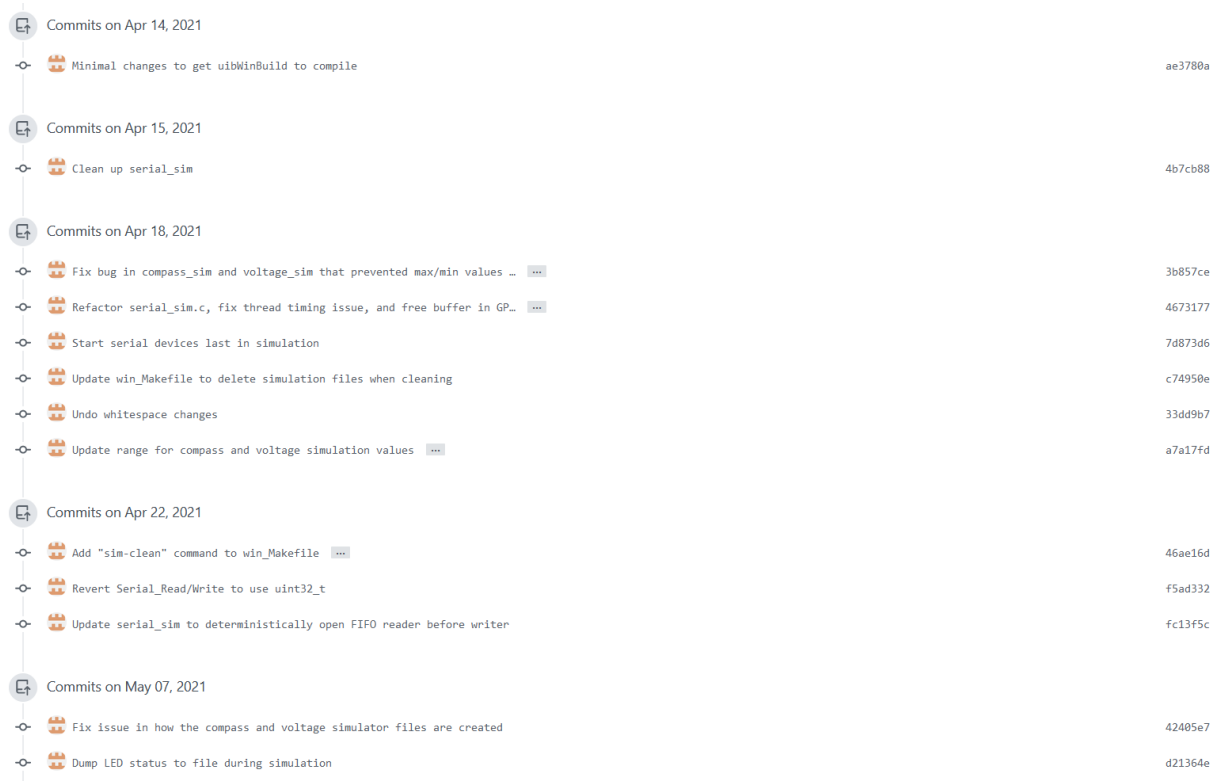 Commits on Apr 14, 2021
Minimal changes to get uibWinBuild to compile ae3780a
Commits on Apr 15, 2021
Clean up serial_sim 4b7cb88
Commits on Apr 18, 2021
Fix bug in compass_sim and voltage_sim that prevented max/min values … ... 3b857ce
Refactor serial_sim.c, fix thread timing issue, and free buffer in GP… ... 4673177
Start serial devices last in simulation 7d873d6
Update win_Makefile to delete simulation files when cleaning c74950e
Undo whitespace changes 33dd9b7
Update range for compass and voltage simulation values ... a7a17fd
Commits on Apr 22, 2021
Add "sim-clean" command to win_Makefile ... 46ae16d
Revert Serial_Read/Write to use uint32_t f5ad332
Update serial_sim to deterministically open FIFO reader before writer fc13f5c
Commits on May 07, 2021
Fix issue in how the compass and voltage simulator files are created 42405e7
Dump LED status to file during simulation d21364e